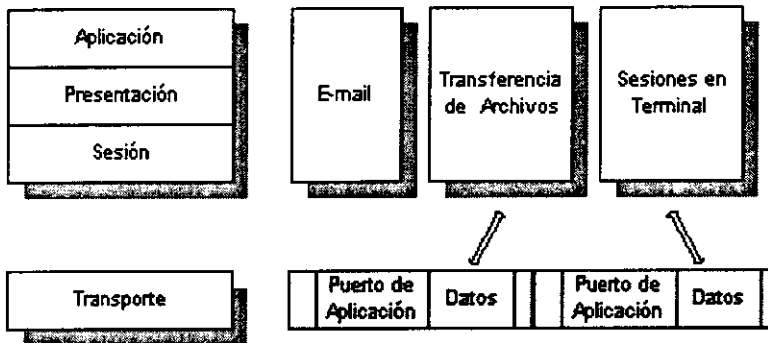 Aplicación
Presentación
Sesión
E-mail
Transferencia
de Archivos
Sesiones en
Terminal
Transporte
Puerto de
Aplicación
Datos
Puerto de
Aplicación
Datos